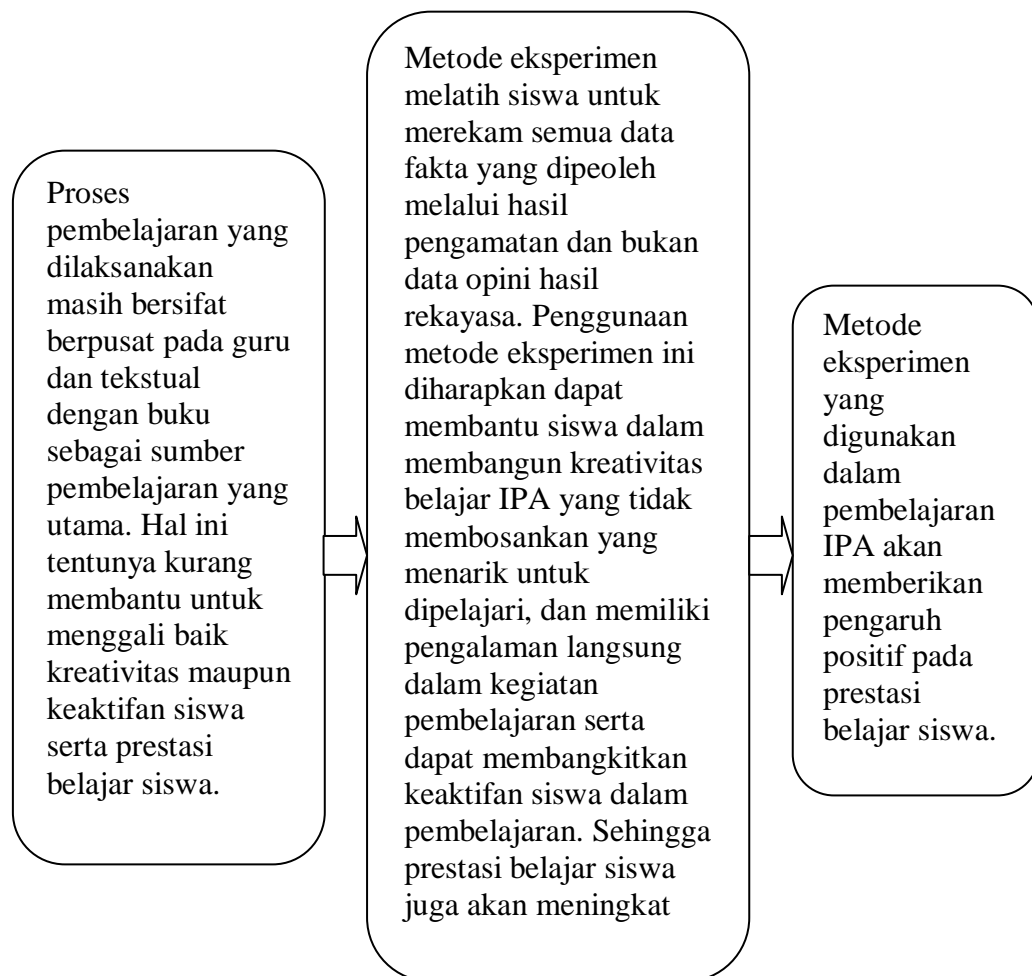 Proses
pembelajaran yang
dilaksanakan
masih bersifat
berpusat pada guru
dan tekstual
dengan buku
sebagai sumber
pembelajaran yang
utama. Hal ini
tentunya kurang
membantu untuk
menggali baik
kreativitas maupun
keaktifan siswa
serta prestasi
belajar siswa.
Metode eksperimen
melatih siswa untuk
merekam semua data
fakta yang dipeoleh
melalui hasil
pengamatan dan bukan
data opini hasil
rekayasa. Penggunaan
metode eksperimen ini
diharapkan dapat
membantu siswa dalam
membangun kreativitas
belajar IPA yang tidak
membosankan yang
menarik untuk
dipelajari, dan memiliki
pengalaman langsung
dalam kegiatan
pembelajaran serta
dapat membangkitkan
keaktifan siswa dalam
pembelajaran. Sehingga
prestasi belajar siswa
juga akan meningkat
Metode
eksperimen
yang
digunakan
dalam
pembelajaran
IPA akan
memberikan
pengaruh
positif pada
prestasi
belajar siswa.